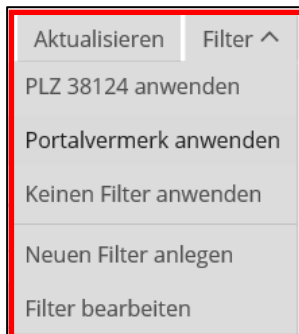 Aktualisieren Filter
PLZ 38124 anwenden
Portalvermerk anwenden
Keinen Filter anwenden
Neuen Filter anlegen
Filter bearbeiten